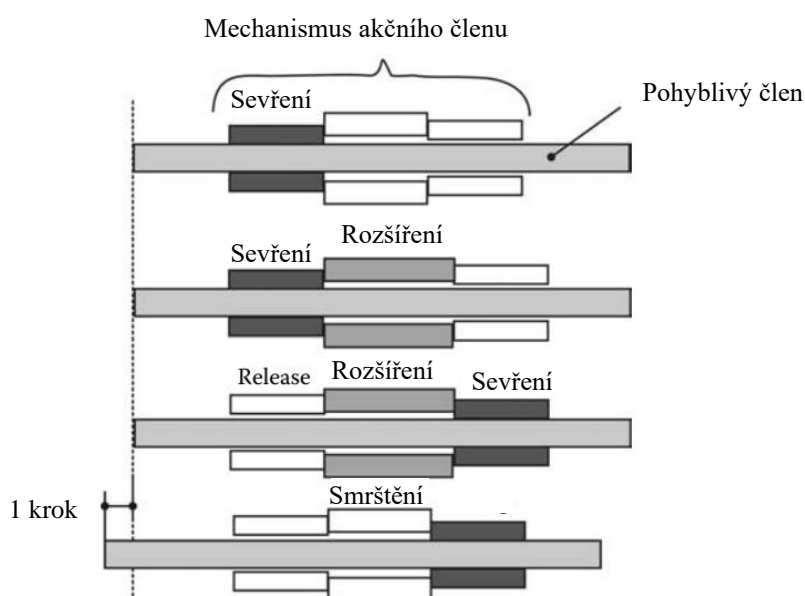 Mechanismus akčního členu
Sevření
Pohyblivý člen
Rozšíření
Sevření
Release
Rozšíření
Sevření
Smrštění
1 krok